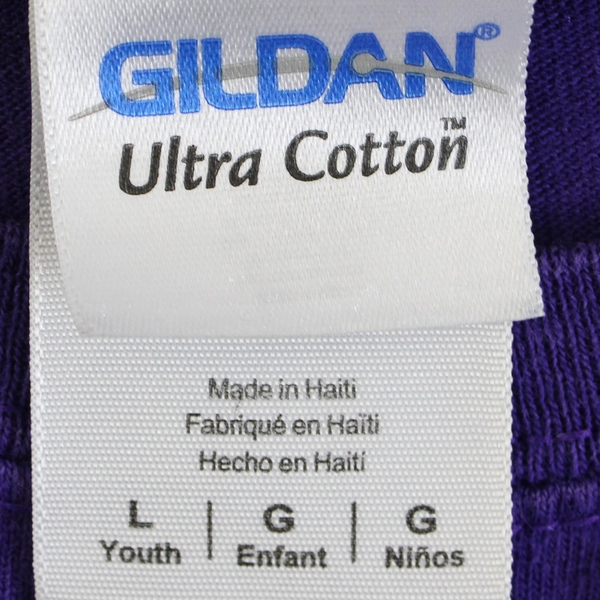 GILDAN®
Ultra Cotton™
Made in Haiti
Fabriqué en Haïti
Hecho en Haití
L | G | G
Youth | Enfant | Niños